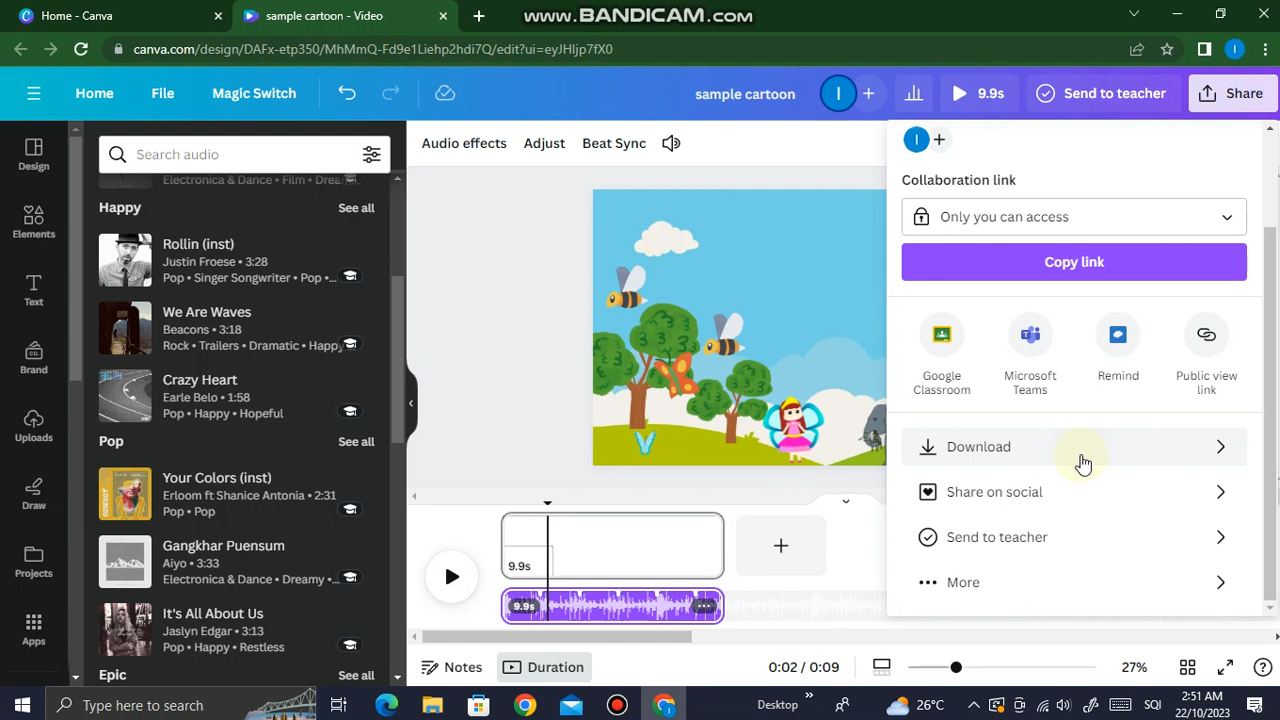 Home - Canva
sample cartoon - Video
www.BANDICAM.com
canva.com/design/DAFx-etp350/MhMmQ-Fd9e1Liehp2hdi7Q/edit?ui=eyJHIjp7fX0
I
Home
File
Magic Switch
sample cartoon
I
9.9s
Send to teacher
Share
Design
Elements
Text
Brand
Uploads
Draw
Projects
Apps
Search audio
Electronica & Dance • Film • Drea
Happy
See all
Rollin (inst)
Justin Froese • 3:28
Pop • Singer Songwriter • Pop •...
We Are Waves
Beacons • 3:18
Rock • Trailers • Dramatic • Happy
Crazy Heart
Earle Belo • 1:58
Pop • Happy • Hopeful
Pop
See all
Your Colors (inst)
Erloom ft Shanice Antonia • 2:31
Pop • Pop
Gangkhar Puensum
Aiyo • 3:33
Electronica & Dance • Dreamy •...
It's All About Us
Jaslyn Edgar • 3:13
Pop • Happy • Restless
Epic
See all
Audio effects
Adjust
Beat Sync
I
Collaboration link
Only you can access
Copy link
Google
Classroom
Microsoft
Teams
Remind
Public view
link
Download
Share on social
Send to teacher
More
9.9s
9.9s
Notes
Duration
0:02 / 0:09
27%
Type here to search
Desktop
26°C
SQI
2:51 AM
22/10/2023